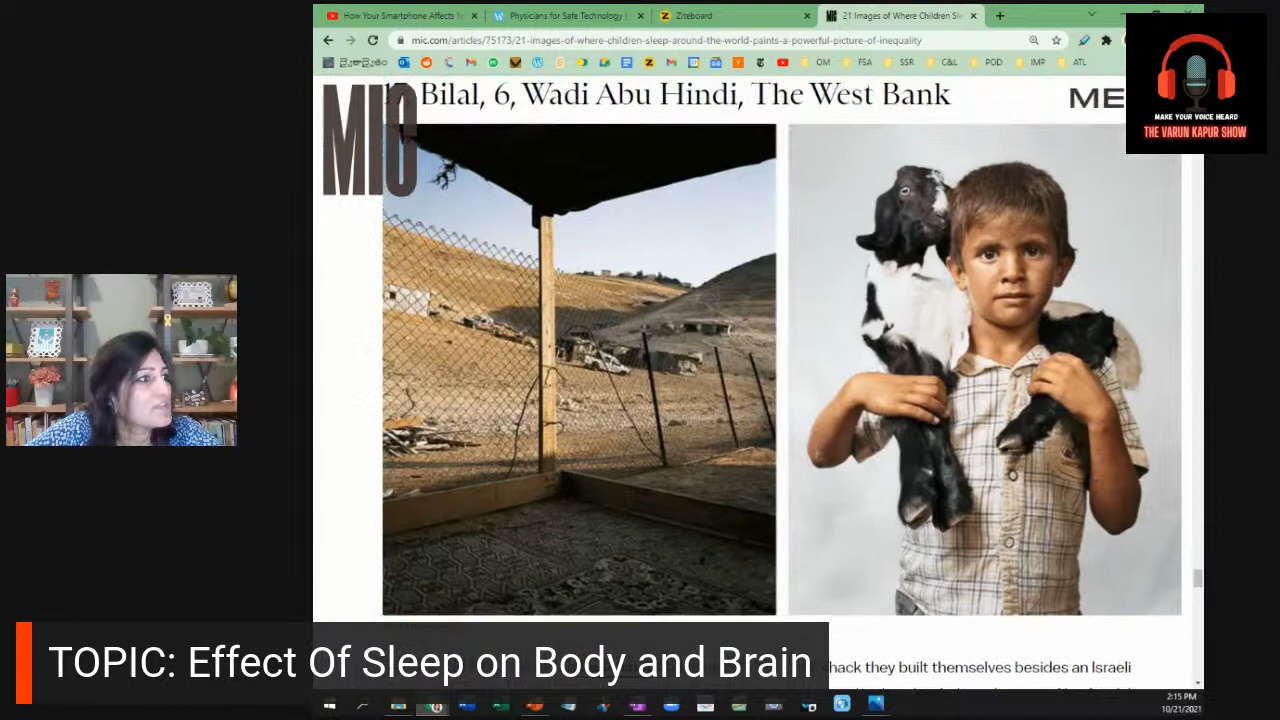 How Your Smartphone Affects
Physicians for Safe Technology |
Ziteboard
MIC
21 Images of Where Children Sle
mic.com/articles/75173/21-images-of-where-children-sleep-around-the-world-paints-a-powerful-picture-of-inequality
OM
FSA
SSR
C&L
POD
IMP
ATL
Bilal, 6, Wadi Abu Hindi, The West Bank
MIC
ME
MAKE YOUR VOICE HEARD
THE VARUN KAPUR SHOW
TOPIC: Effect Of Sleep on Body and Brain
shack they built themselves besides an Israeli
2:15 PM
10/21/2021